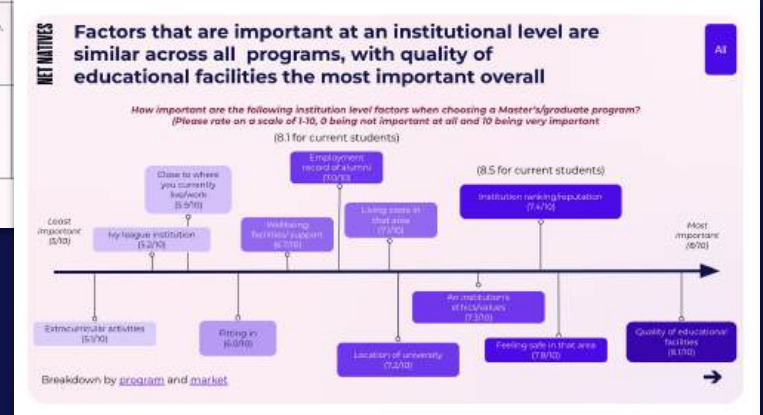 NET NATIVES
Factors that are important at an institutional level are
similar across all programs, with quality of
educational facilities the most important overall
All
How important are the following institution level factors when choosing a Master's/graduate program?
(Please rate on a scale of 1-10, 0 being not important at all and 10 being very important
(8.1 for current students)
Employment
record of alumni
(7.0/10)
(8.5 for current students)
Close to where
you currently
live/work
(5.9/10)
Institution ranking/reputation
(7.4/10)
Living costs in
that area
(7.1/10)
Least
important
(5/10)
Ivy league institution
(5.2/10)
Wellbeing
facilities/support
(6.7/10)
Most
important
An institution's
ethics/values
(7.3/10)
Extracurricular activities
(5.1/10)
Fitting in
(6.0/10)
Location of university
(7.2/10)
Feeling safe in that area
Quality of educational
facilities
(8.1/10)
Breakdown by program and market